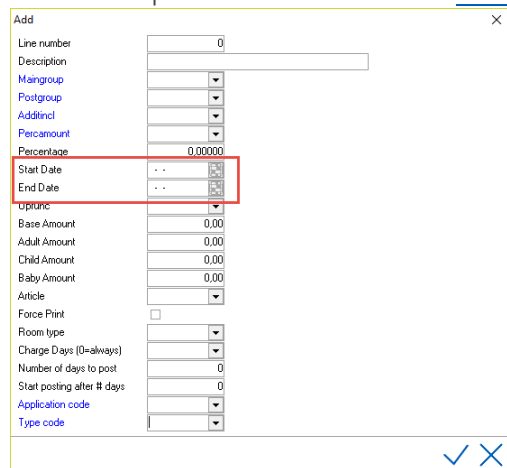 Add
Line number 0
Description
Maingroup
Postgroup
Additincl
Percamount
Percentage 0,00000
Start Date - -
End Date - -
Opfunc
Base Amount 0,00
Adult Amount 0,00
Child Amount 0,00
Baby Amount 0,00
Article
Force Print
Room type
Charge Days (0=always)
Number of days to post 0
Start posting after # days 0
Application code
Type code